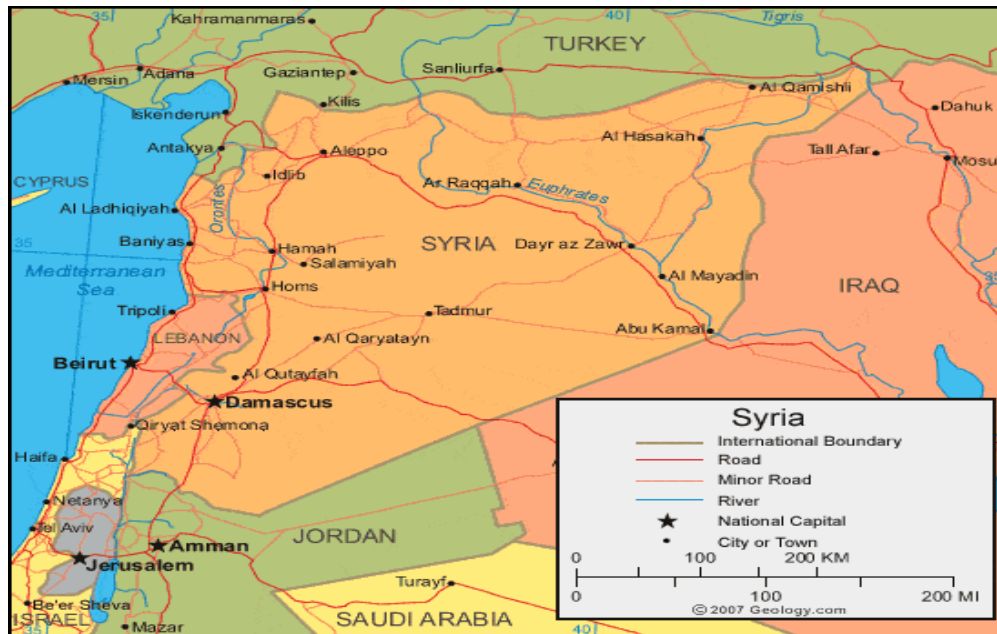 35
40
Tigris
Kahramanmaras
TURKEY
Adana
Mersin
Gaziantep
Sanliurfa
Kilis
Al Qamishli
Iskenderun
Dahuk
Al Hasakah
Antakya
Aleppo
Tall Afar
Mosu
Idlib
CYPRUS
Ar Raqqah
Euphrates
Al Ladhiqiyah
Orontes
35
Baniyas
Hamah
SYRIA
Dayr az Zawr
Salamiyah
Mediterranean
Sea
Homs
Al Mayadin
35
IRAQ
Tripoli
Tadmur
LEBANON
Al Qaryatayn
Abu Kamal
Beirut
Al Qutayfah
Damascus
Qiryat Shemona
Haifa
Netanya
Tel Aviv
JORDAN
Amman
Jerusalem
Turayf
Be'er Sheva
ISRAEL
35
Mazar
SAUDI ARABIA
40
Syria
International Boundary
Road
Minor Road
River
National Capital
City or Town
0 100 200 KM
0 100 200 MI
©2007 Geology.com